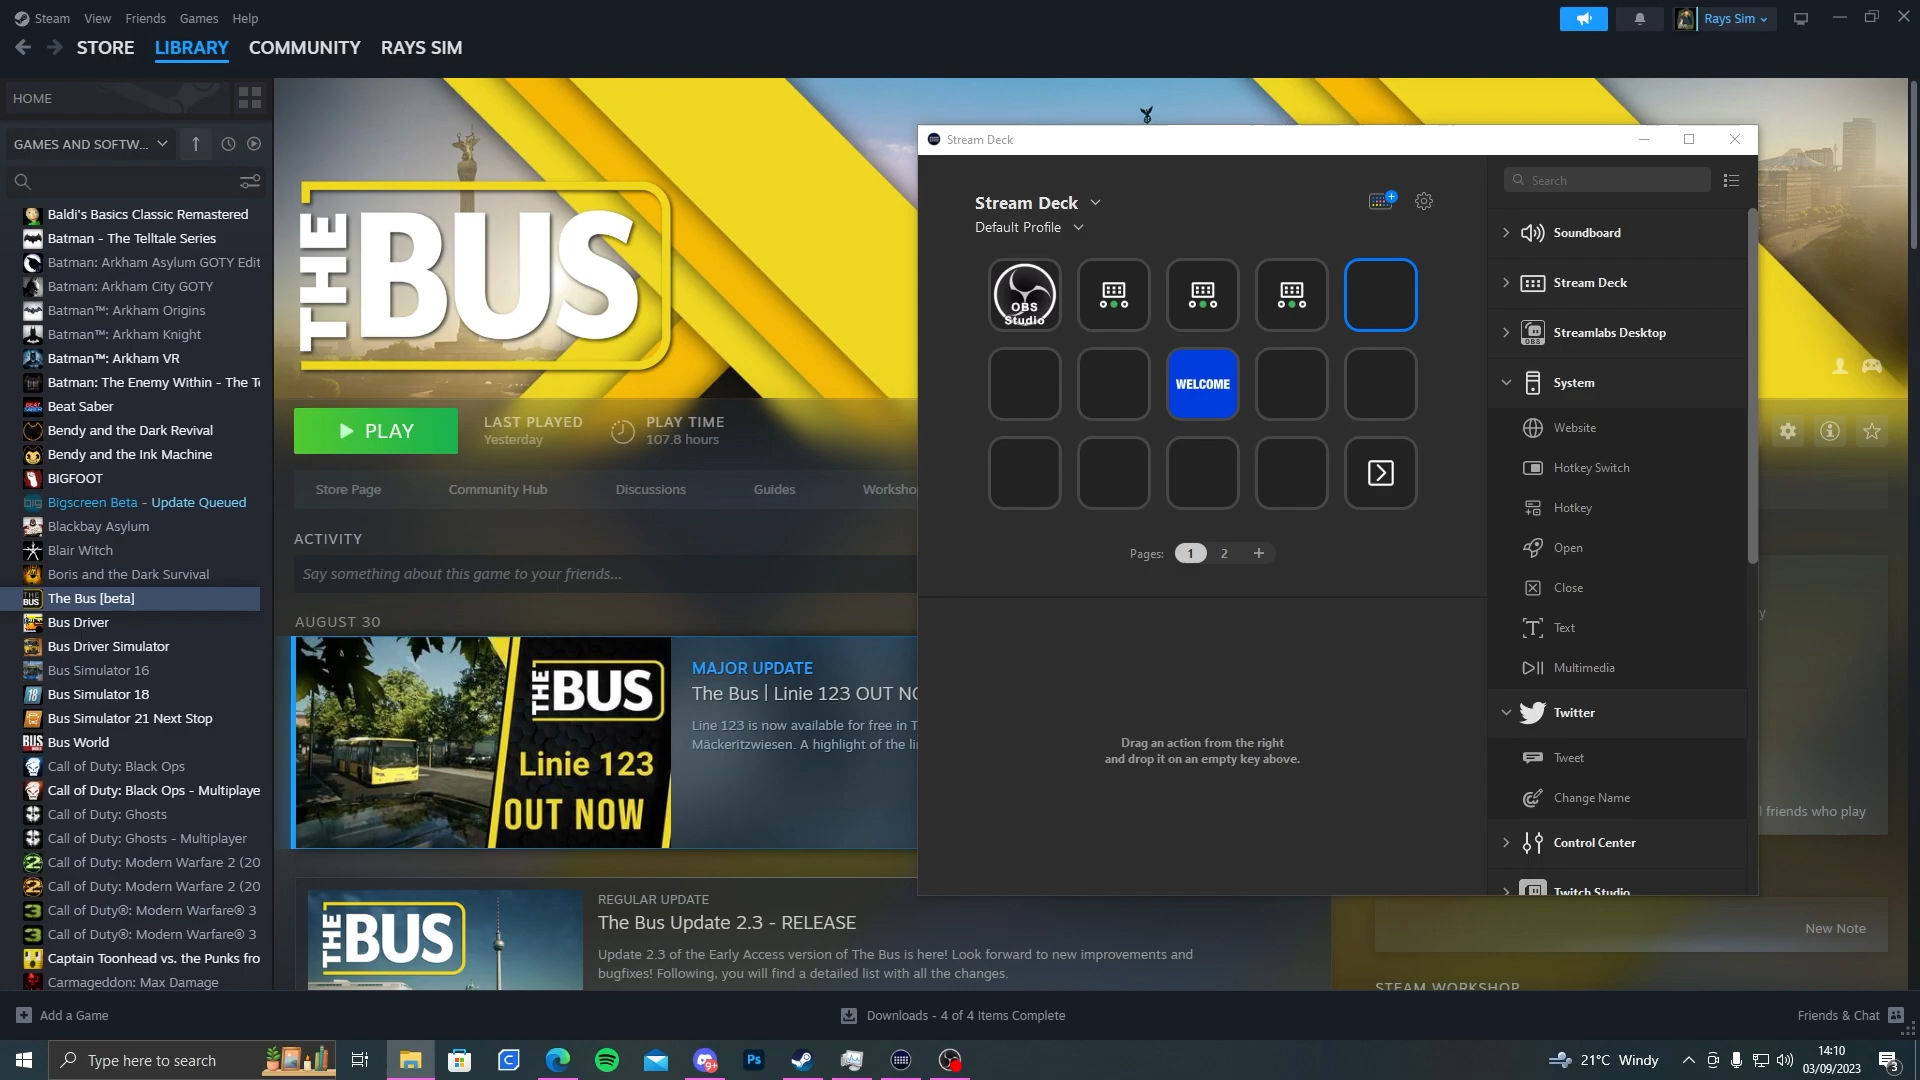 Steam View Friends Games Help
Rays Sim
STORE LIBRARY COMMUNITY RAYS SIM
HOME
GAMES AND SOFTW...
Baldi's Basics Classic Remastered
Batman - The Telltale Series
Batman: Arkham Asylum GOTY Edit
Batman: Arkham City GOTY
Batman™: Arkham Origins
Batman™: Arkham Knight
Batman™: Arkham VR
Batman: The Enemy Within - The Te
Beat Saber
Bendy and the Dark Revival
Bendy and the Ink Machine
BIGFOOT
Bigscreen Beta - Update Queued
Blackbay Asylum
Blair Witch
Boris and the Dark Survival
The Bus [beta]
Bus Driver
Bus Driver Simulator
Bus Simulator 16
Bus Simulator 18
Bus Simulator 21 Next Stop
Bus World
Call of Duty: Black Ops
Call of Duty: Black Ops - Multiplaye
Call of Duty: Ghosts
Call of Duty: Ghosts - Multiplayer
Call of Duty: Modern Warfare 2 (20
Call of Duty: Modern Warfare 2 (20
Call of Duty®: Modern Warfare® 3
Call of Duty®: Modern Warfare® 3
Captain Toonhead vs. the Punks fro
Carmageddon: Max Damage
THE BUS
PLAY
LAST PLAYED
Yesterday
PLAY TIME
107.8 hours
Store Page Community Hub Discussions Guides Worksho
ACTIVITY
Say something about this game to your friends...
AUGUST 30
THE BUS
Linie 123
OUT NOW
MAJOR UPDATE
The Bus | Linie 123 OUT NO
Line 123 is now available for free in T
Mäckeritzwiesen. A highlight of the li
THE BUS
REGULAR UPDATE
The Bus Update 2.3 - RELEASE
Update 2.3 of the Early Access version of The Bus is here! Look forward to new improvements and
bugfixes! Following, you will find a detailed list with all the changes.
Stream Deck
Stream Deck
Default Profile
OBS
Studio
WELCOME
Pages: 1 2 +
Drag an action from the right
and drop it on an empty key above.
Search
Soundboard
Stream Deck
OBS
Streamlabs Desktop
System
Website
Hotkey Switch
Hotkey
Open
Close
Text
Multimedia
Twitter
Tweet
Change Name
Control Center
Twitch Studio
y
l friends who play
New Note
STEAM WORKSHOP
Add a Game
Downloads - 4 of 4 Items Complete
Friends & Chat
Type here to search
9+
Ps
21°C Windy
14:10
03/09/2023
3